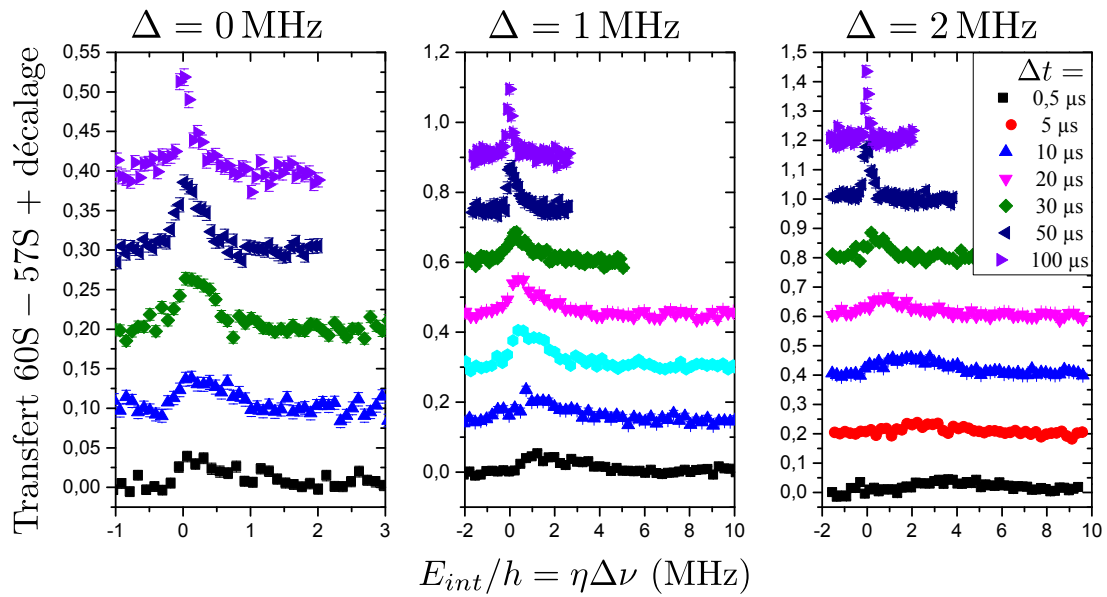 Δ = 0 MHz
Δ = 1 MHz
Δ = 2 MHz
Transfert 60S − 57S + décalage
0,55
0,50
0,45
0,40
0,35
0,30
0,25
0,20
0,15
0,10
0,05
0,00
-1 0 1 2 3
1,2
1,0
0,8
0,6
0,4
0,2
0,0
-2 0 2 4 6 8 10
1,5
1,4
1,3
1,2
1,1
1,0
0,9
0,8
0,7
0,6
0,5
0,4
0,3
0,2
0,1
0,0
-2 0 2 4 6 8 10
Δt =
0,5 µs
5 µs
10 µs
20 µs
30 µs
50 µs
100 µs
E_int/h = ηΔν (MHz)